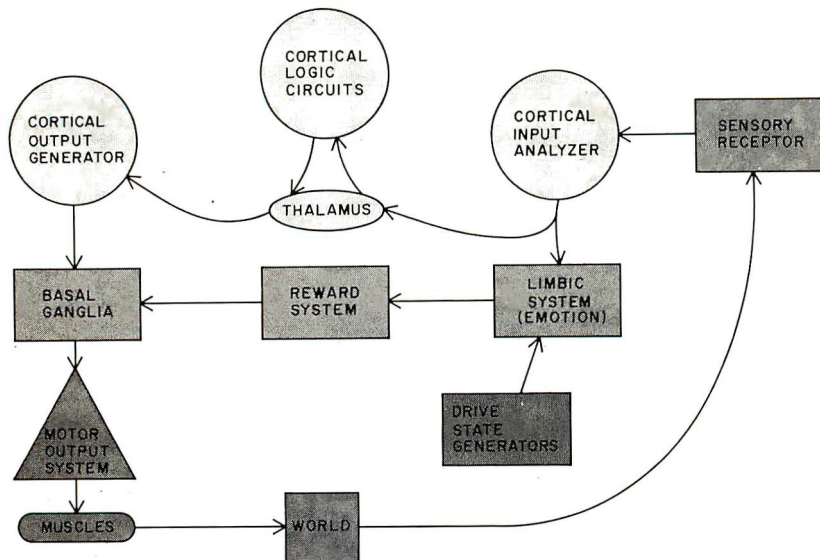 CORTICAL
LOGIC
CIRCUITS
CORTICAL
OUTPUT
GENERATOR
CORTICAL
INPUT
ANALYZER
SENSORY
RECEPTOR
THALAMUS
BASAL
GANGLIA
REWARD
SYSTEM
LIMBIC
SYSTEM
(EMOTION)
DRIVE
STATE
GENERATORS
MOTOR
OUTPUT
SYSTEM
MUSCLES
WORLD